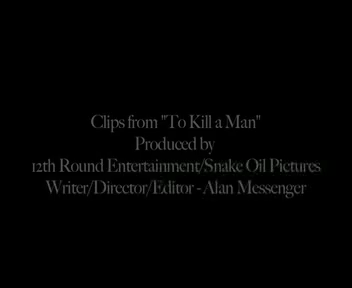 Clips from "To Kill a Man"
Produced by
12th Round Entertainment/Snake Oil Pictures
Writer/Director/Editor - Alan Messenger